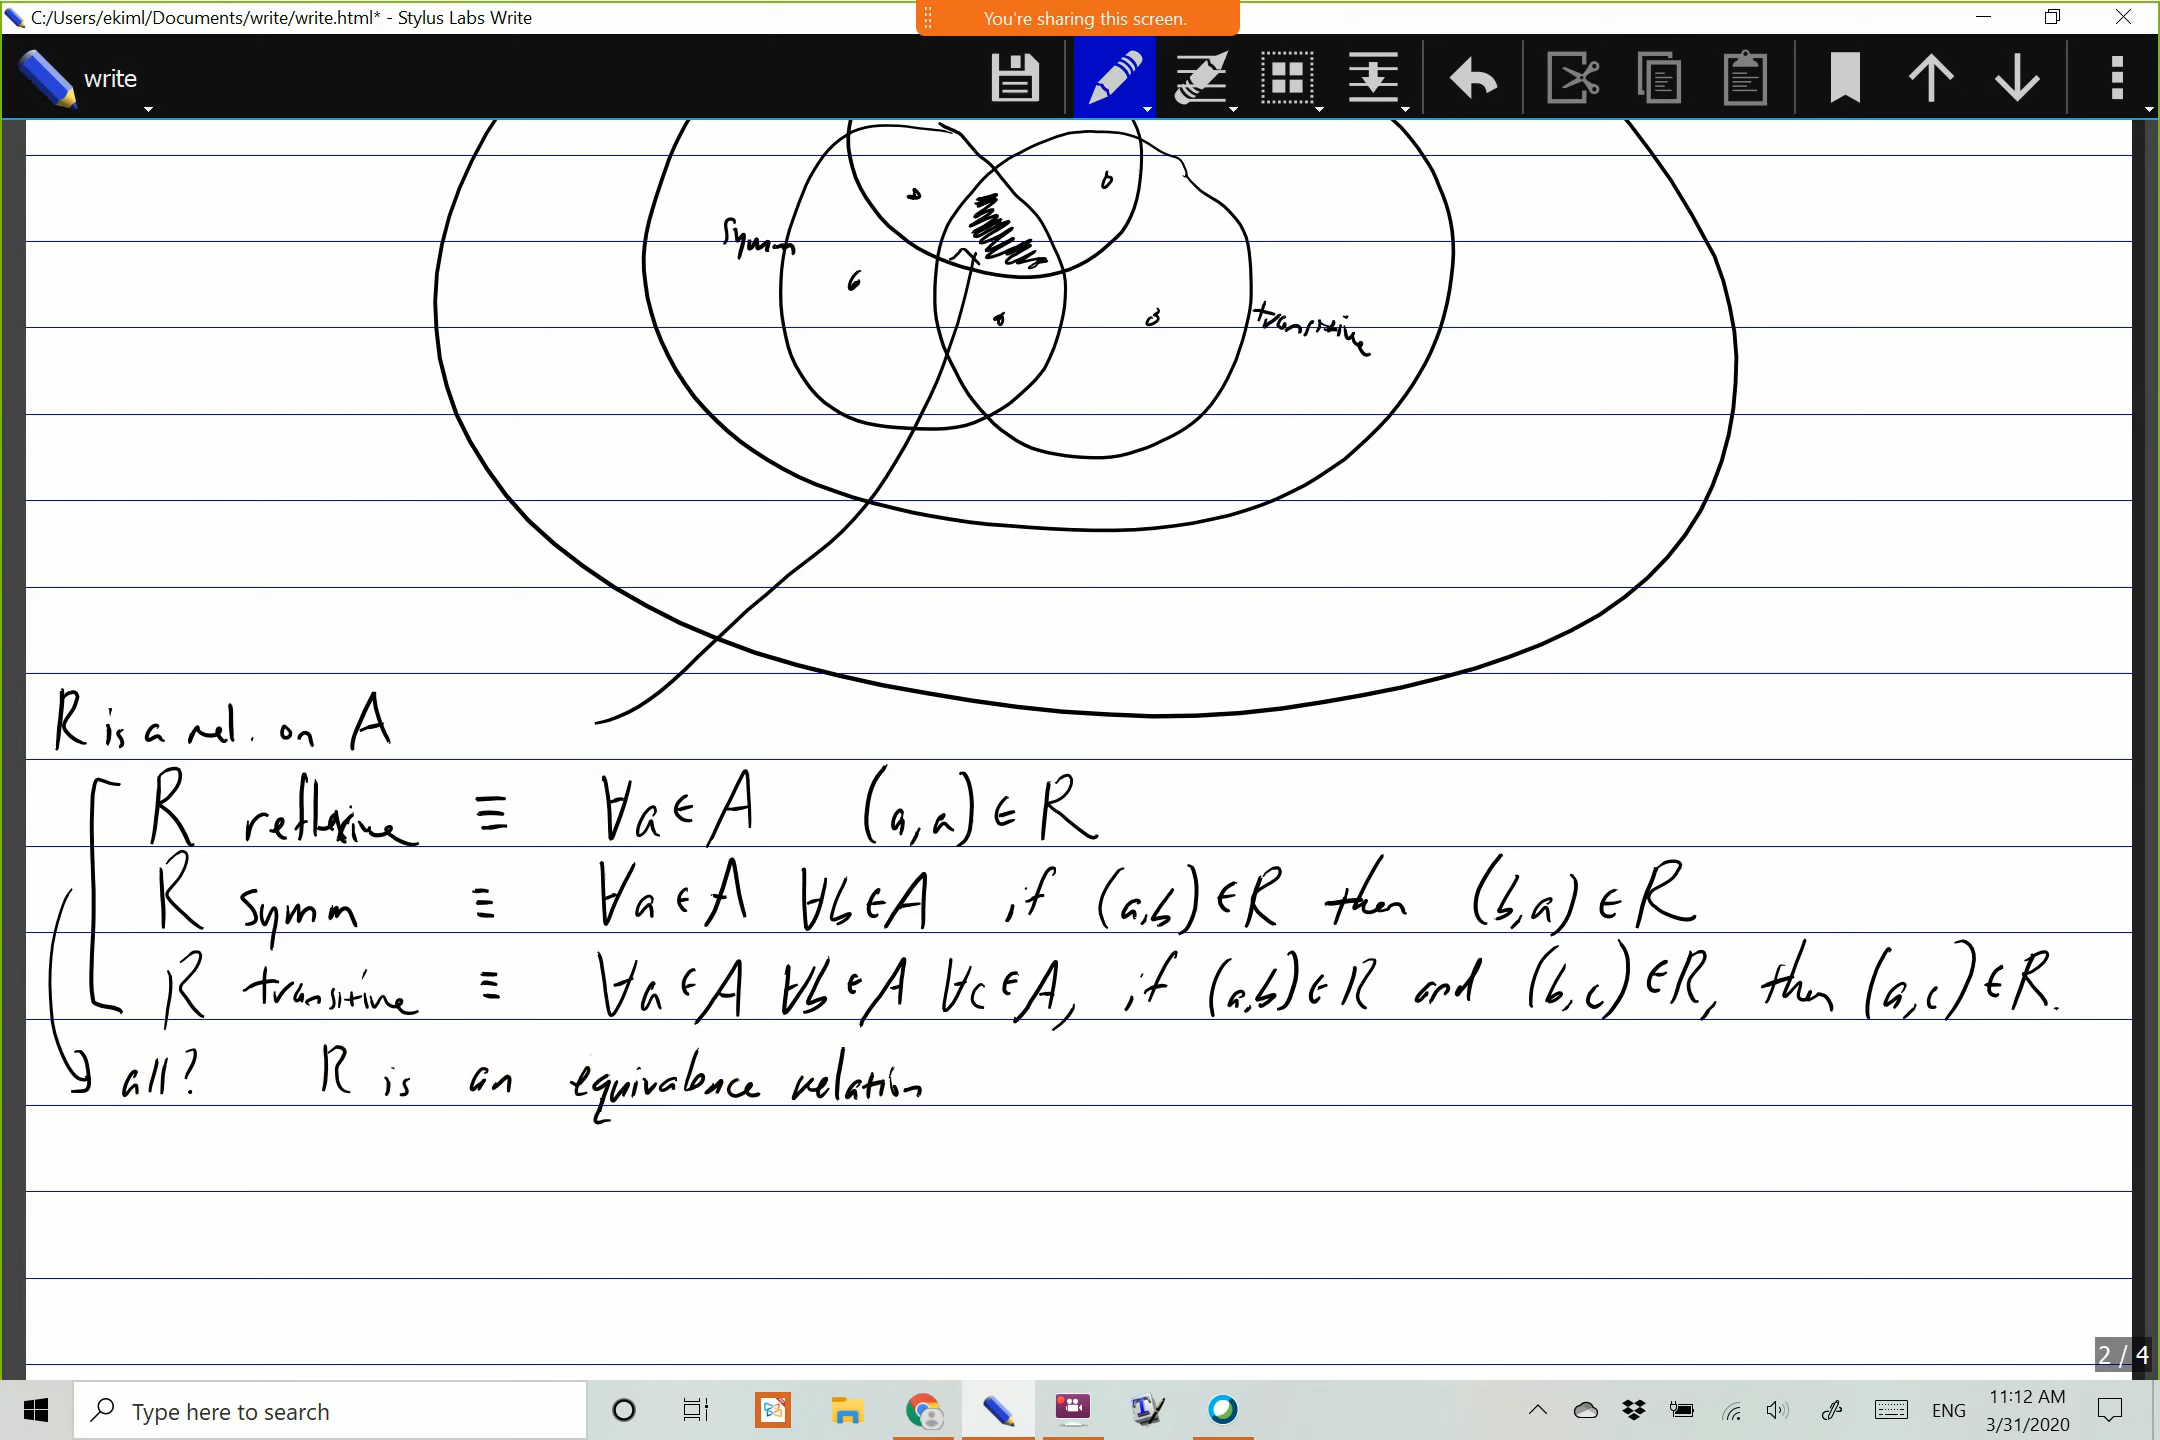 C:/Users/ekiml/Documents/write/write.html* - Stylus Labs Write
You're sharing this screen.
write
symm
transitive
R is a rel. on A
R reflexive ≡ ∀a ∈ A (a,a) ∈ R
R symm ≡ ∀a ∈ A ∀b ∈ A if (a,b) ∈ R then (b,a) ∈ R
R transitive ≡ ∀a ∈ A ∀b ∈ A ∀c ∈ A, if (a,b) ∈ R and (b,c) ∈ R, then (a,c) ∈ R.
all? R is an equivalence relation
2 / 4
Type here to search
ENG
11:12 AM
3/31/2020